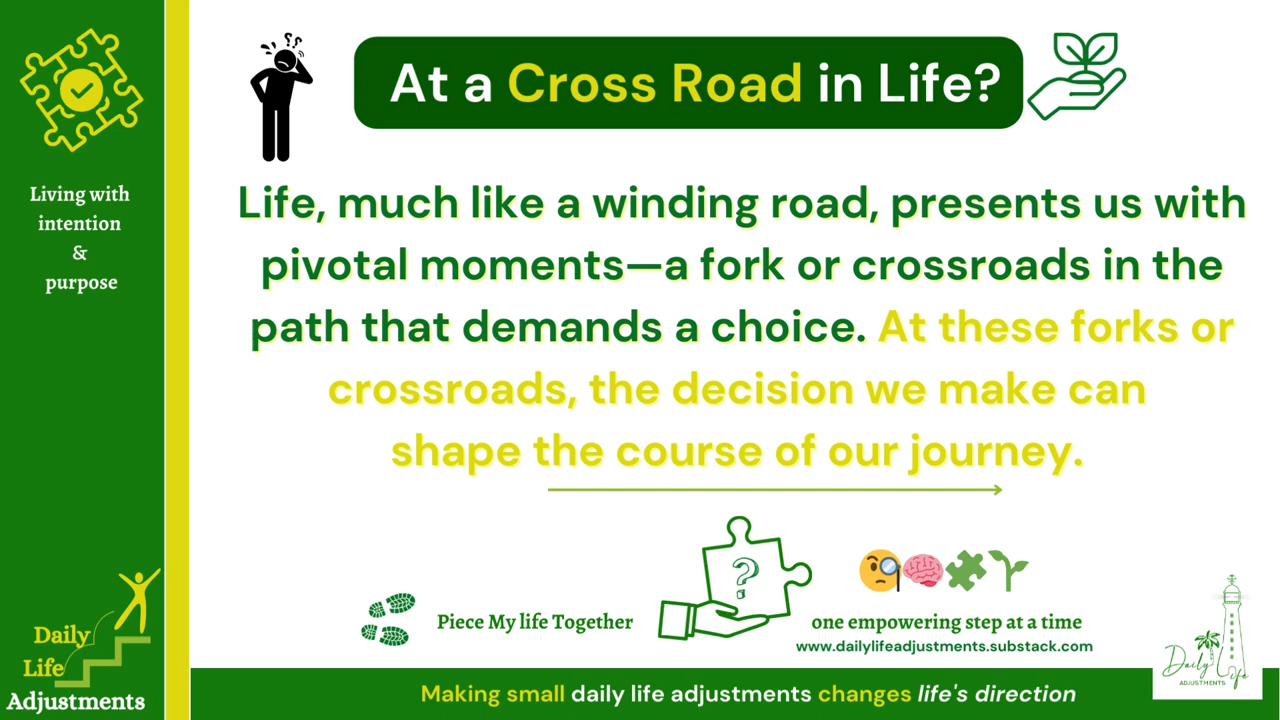 At a Cross Road in Life?
Living with
intention
&
purpose
Life, much like a winding road, presents us with
pivotal moments—a fork or crossroads in the
path that demands a choice. At these forks or
crossroads, the decision we make can
shape the course of our journey.
?
Piece My life Together
one empowering step at a time
www.dailylifeadjustments.substack.com
Daily
Life
Adjustments
Daily Life
ADJUSTMENTS
Making small daily life adjustments changes life's direction